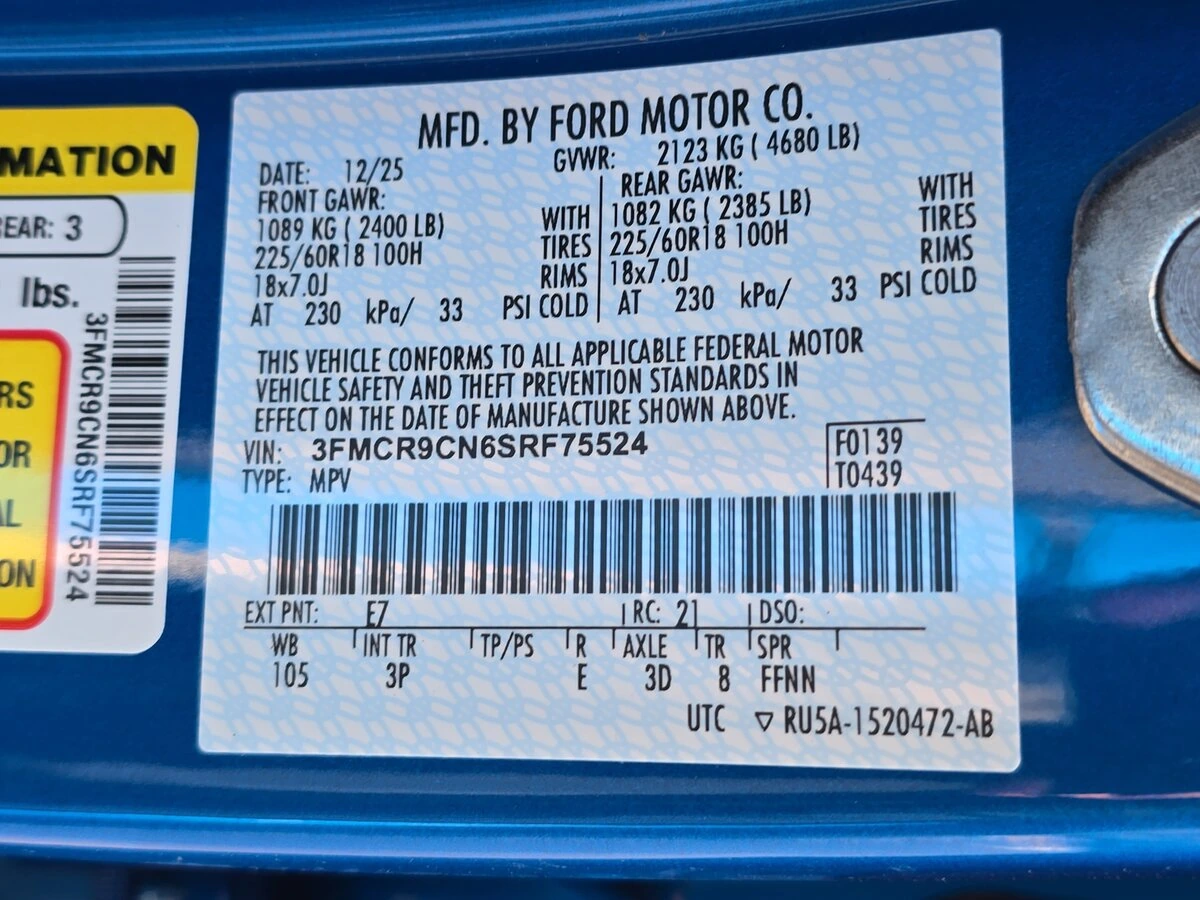 MATION
EAR: 3
lbs.
3FMCR9CN6SRF75524
RS
OR
AL
ON
MFD. BY FORD MOTOR CO.
DATE: 12/25 GVWR: 2123 KG ( 4680 LB)
FRONT GAWR: REAR GAWR:
1089 KG ( 2400 LB) WITH 1082 KG ( 2385 LB) WITH
225/60R18 100H TIRES 225/60R18 100H TIRES
18x7.0J RIMS 18x7.0J RIMS
AT 230 kPa/ 33 PSI COLD AT 230 kPa/ 33 PSI COLD
THIS VEHICLE CONFORMS TO ALL APPLICABLE FEDERAL MOTOR
VEHICLE SAFETY AND THEFT PREVENTION STANDARDS IN
EFFECT ON THE DATE OF MANUFACTURE SHOWN ABOVE.
VIN: 3FMCR9CN6SRF75524 F0139
TYPE: MPV T0439
EXT PNT: E7 RC: 21 DSO:
WB INT TR TP/PS R AXLE TR SPR
105 3P E 3D 8 FFNN
UTC ▽ RU5A-1520472-AB